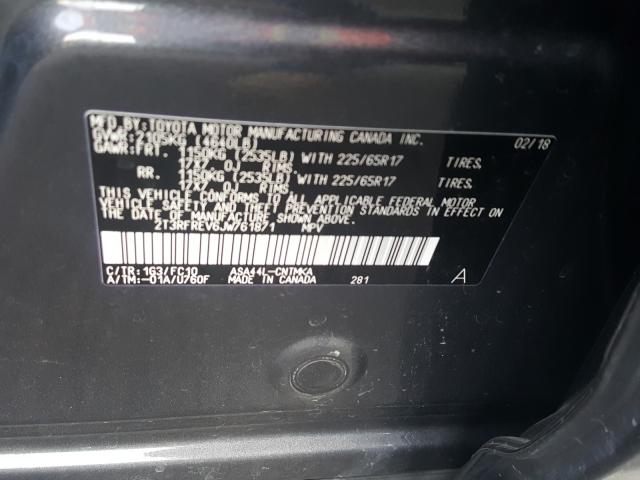 MFD.BY:TOYOTA MOTOR MANUFACTURING CANADA INC. 02/18
GVWR: 2105KG (4640LB)
GAWR:FRT. 1150KG (2535LB) WITH 225/65R17 TIRES,
17X7.0J RIMS,
RR. 1150KG (2535LB) WITH 225/65R17 TIRES,
17X7.0J RIMS,
THIS VEHICLE CONFORMS TO ALL APPLICABLE FEDERAL MOTOR
VEHICLE SAFETY AND THEFT PREVENTION STANDARDS IN EFFECT
ON THE DATE OF MANUFACTURE SHOWN ABOVE.
2T3RFREV6JW761871 MPV
C/TR:1G3/FC10 ASA44L-CNTMKA
A/TM:-01A/U760F MADE IN CANADA 281 A